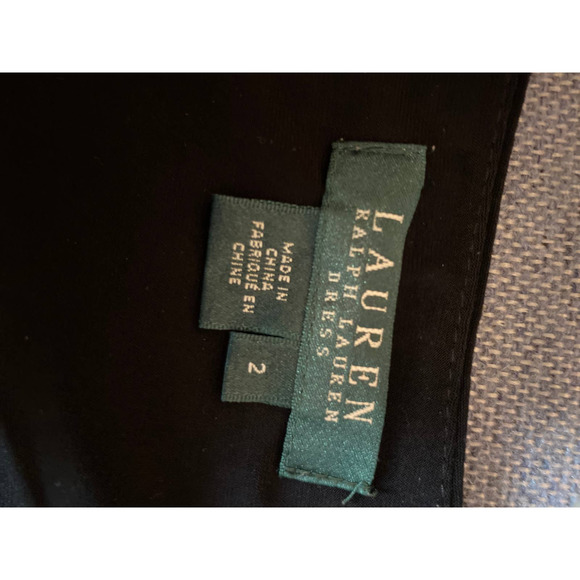 LAUREN
RALPH LAUREN
DRESS
MADE IN
CHINA
FABRIQUÉ EN
CHINE
2